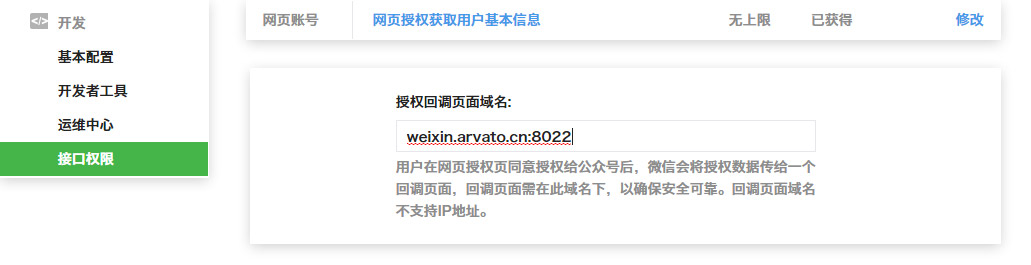 </> 开发
基本配置
开发者工具
运维中心
接口权限
网页账号 网页授权获取用户基本信息 无上限 已获得 修改
授权回调页面域名:
weixin.arvato.cn:8022
用户在网页授权页同意授权给公众号后，微信会将授权数据传给一个
回调页面，回调页面需在此域名下，以确保安全可靠。回调页面域名
不支持IP地址。